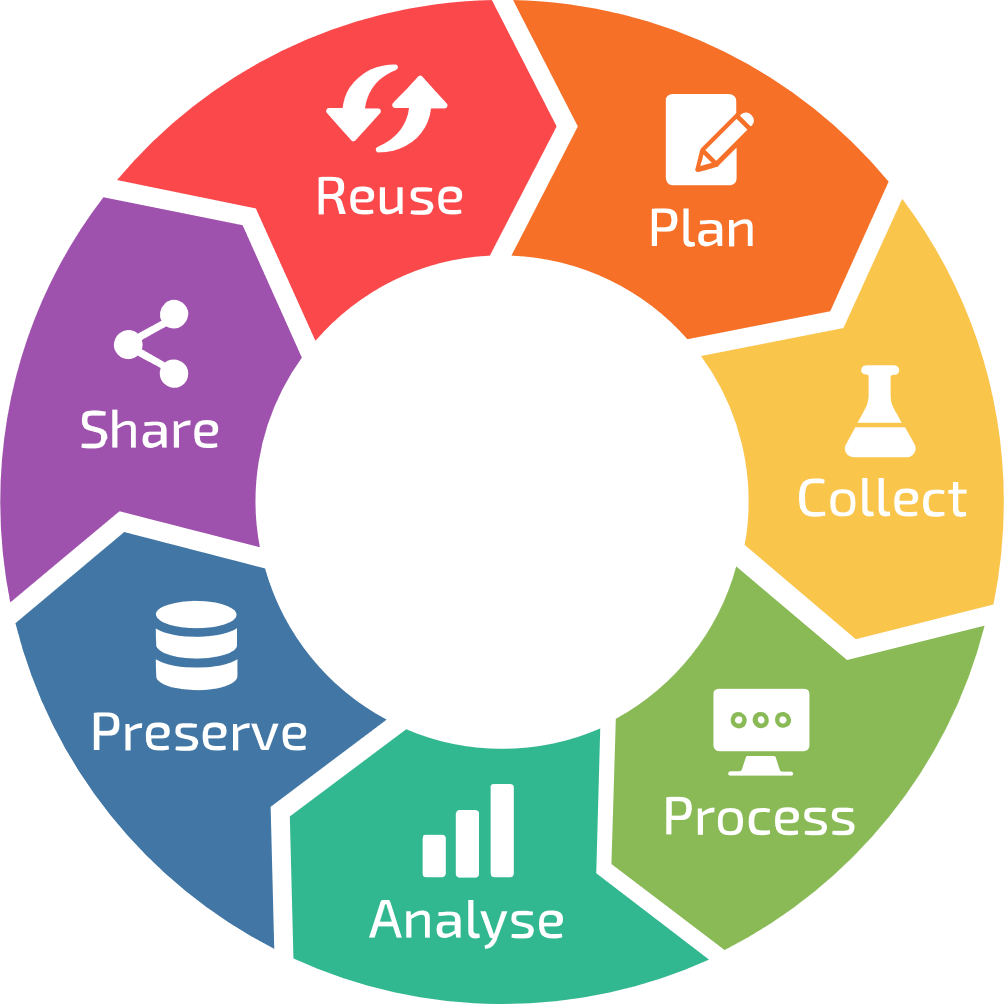 Reuse
Plan
Share
Collect
Preserve
Process
Analyse